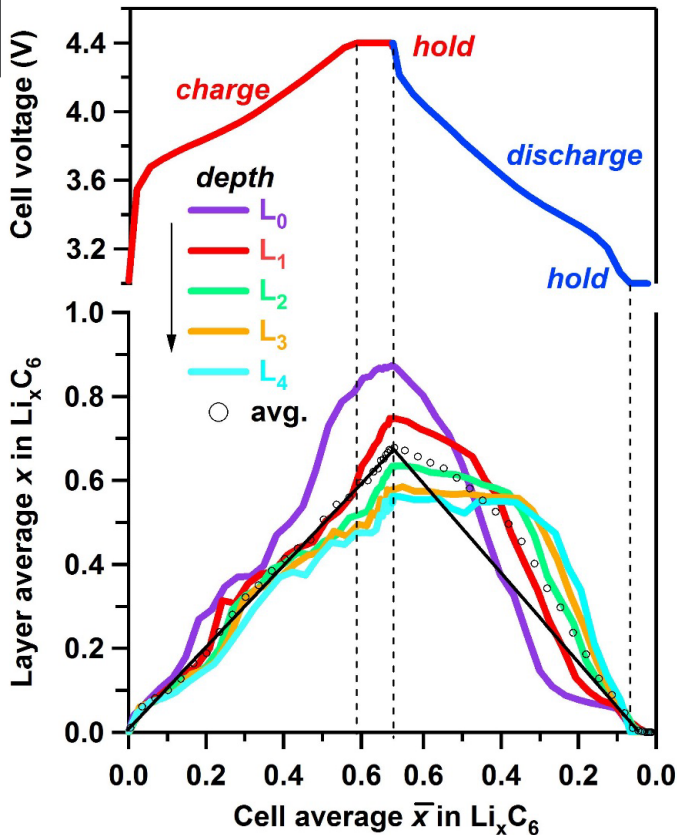 Cell voltage (V)
4.4
4.0
3.6
3.2
charge
hold
discharge
hold
depth
L₀
L₁
L₂
L₃
L₄
avg.
Layer average x in LiₓC₆
1.0
0.8
0.6
0.4
0.2
0.0
0.0 0.2 0.4 0.6 0.6 0.4 0.2 0.0
Cell average x̅ in LiₓC₆